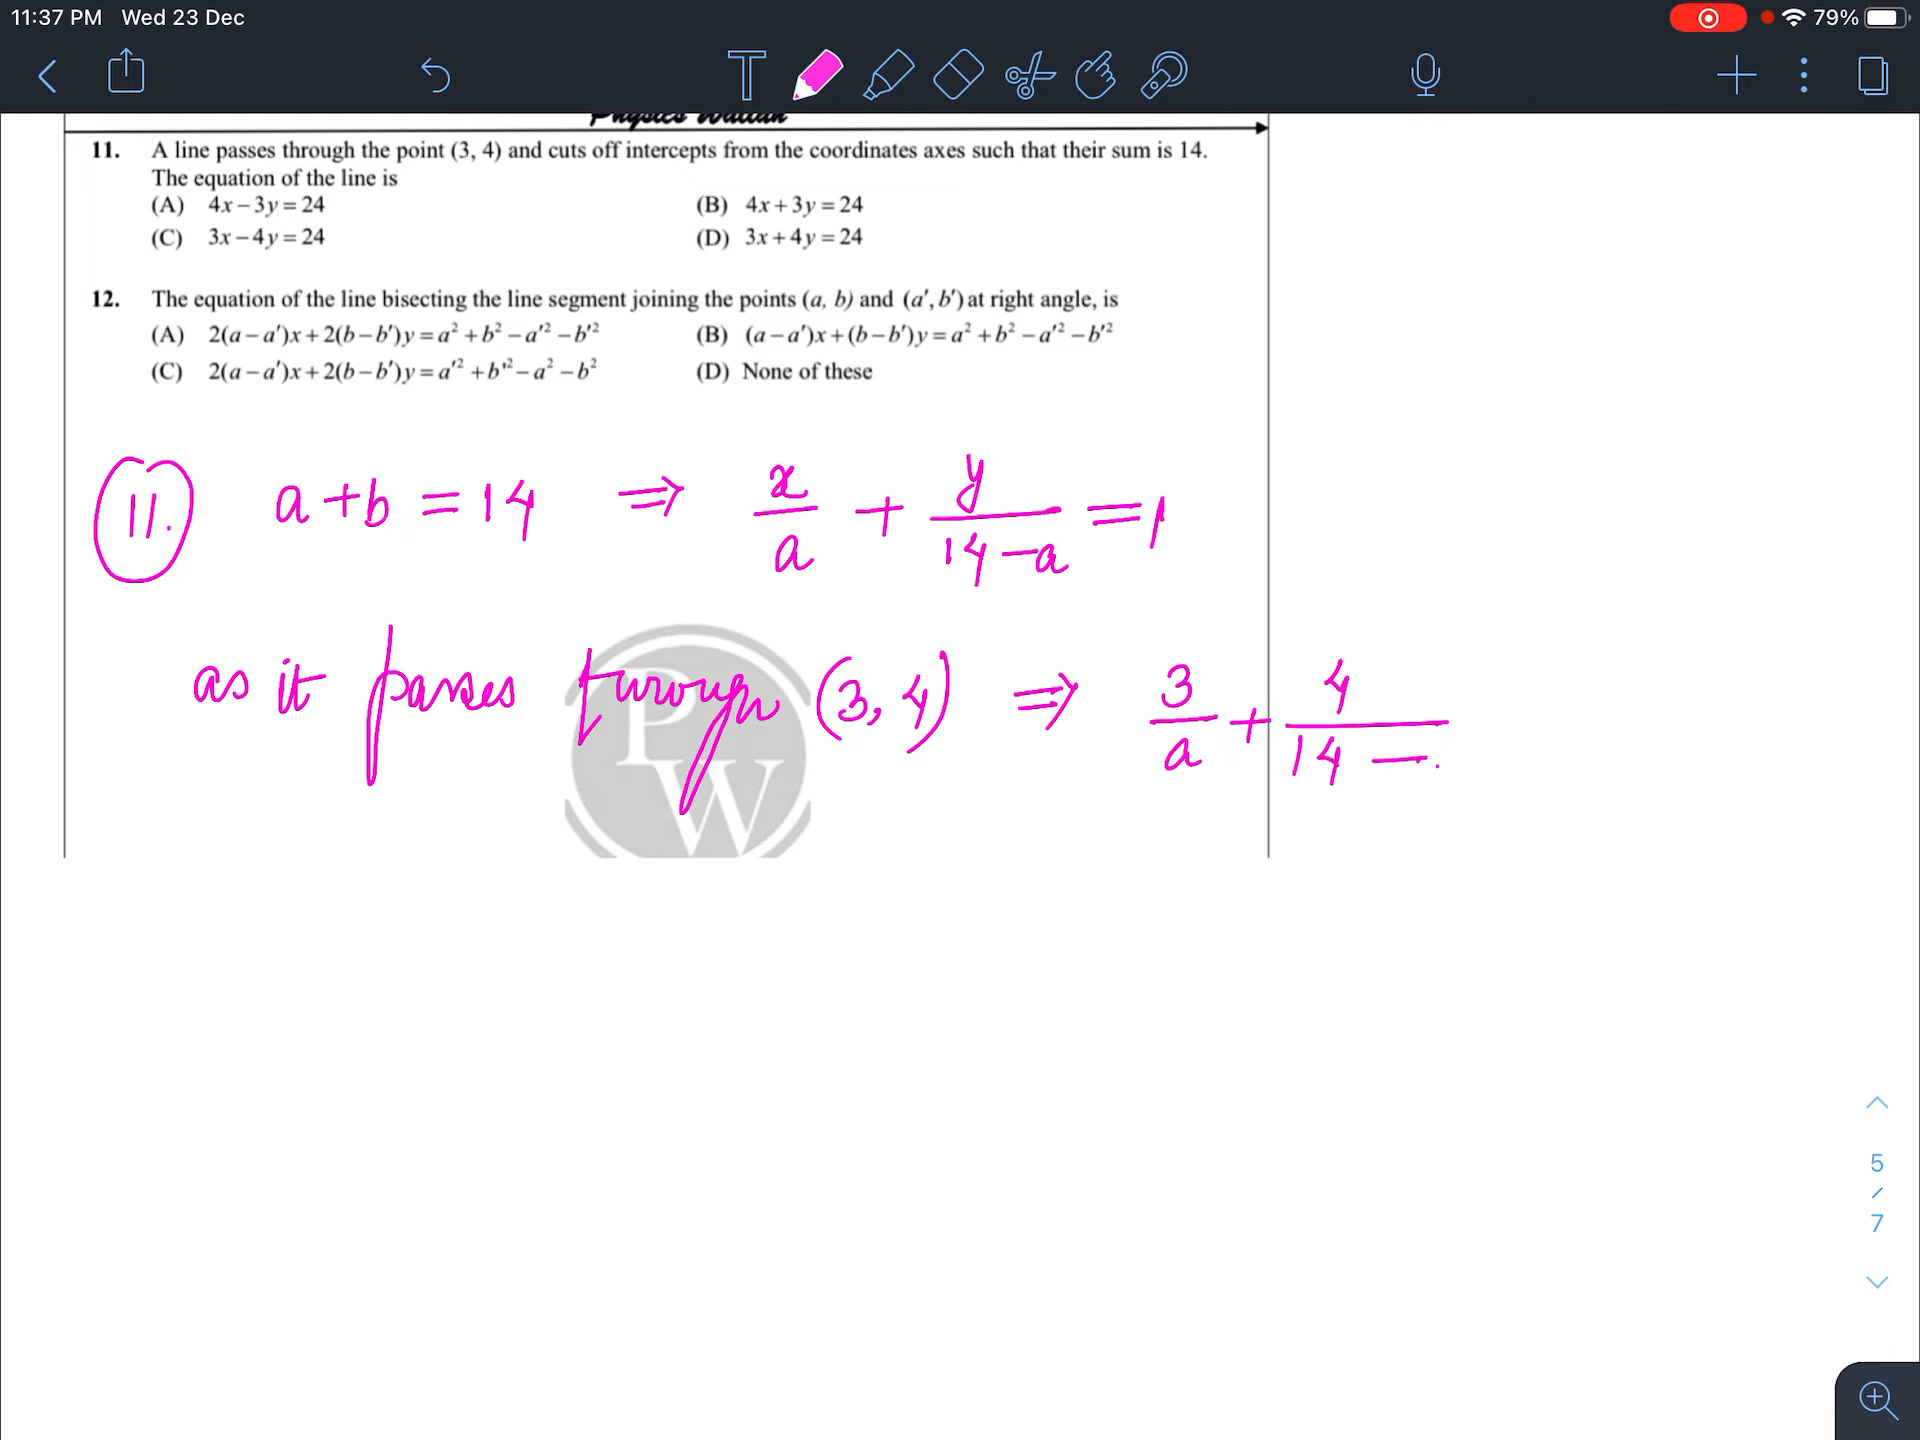 11:37 PM Wed 23 Dec 79%
Physics Wallah
11. A line passes through the point (3, 4) and cuts off intercepts from the coordinates axes such that their sum is 14.
The equation of the line is
(A) 4x – 3y = 24 (B) 4x + 3y = 24
(C) 3x – 4y = 24 (D) 3x + 4y = 24
12. The equation of the line bisecting the line segment joining the points (a, b) and (a′, b′) at right angle, is
(A) 2(a – a′)x + 2(b – b′)y = a² + b² – a′² – b′² (B) (a – a′)x + (b – b′)y = a² + b² – a′² – b′²
(C) 2(a – a′)x + 2(b – b′)y = a′² + b′² – a² – b² (D) None of these
11. a + b = 14 ⇒ x/a + y/(14 – a) = 1
as it passes through (3, 4) ⇒ 3/a + 4/14 – .
PW
5
/
7